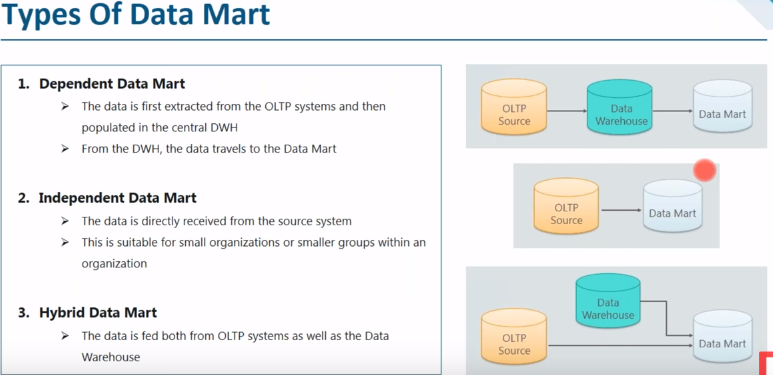 Types Of Data Mart
1. Dependent Data Mart
➢ The data is first extracted from the OLTP systems and then
populated in the central DWH
➢ From the DWH, the data travels to the Data Mart
2. Independent Data Mart
➢ The data is directly received from the source system
➢ This is suitable for small organizations or smaller groups within an
organization
3. Hybrid Data Mart
➢ The data is fed both from OLTP systems as well as the Data
Warehouse
OLTP
Source
Data
Warehouse
Data Mart
OLTP
Source
Data Mart
Data
Warehouse
OLTP
Source
Data Mart